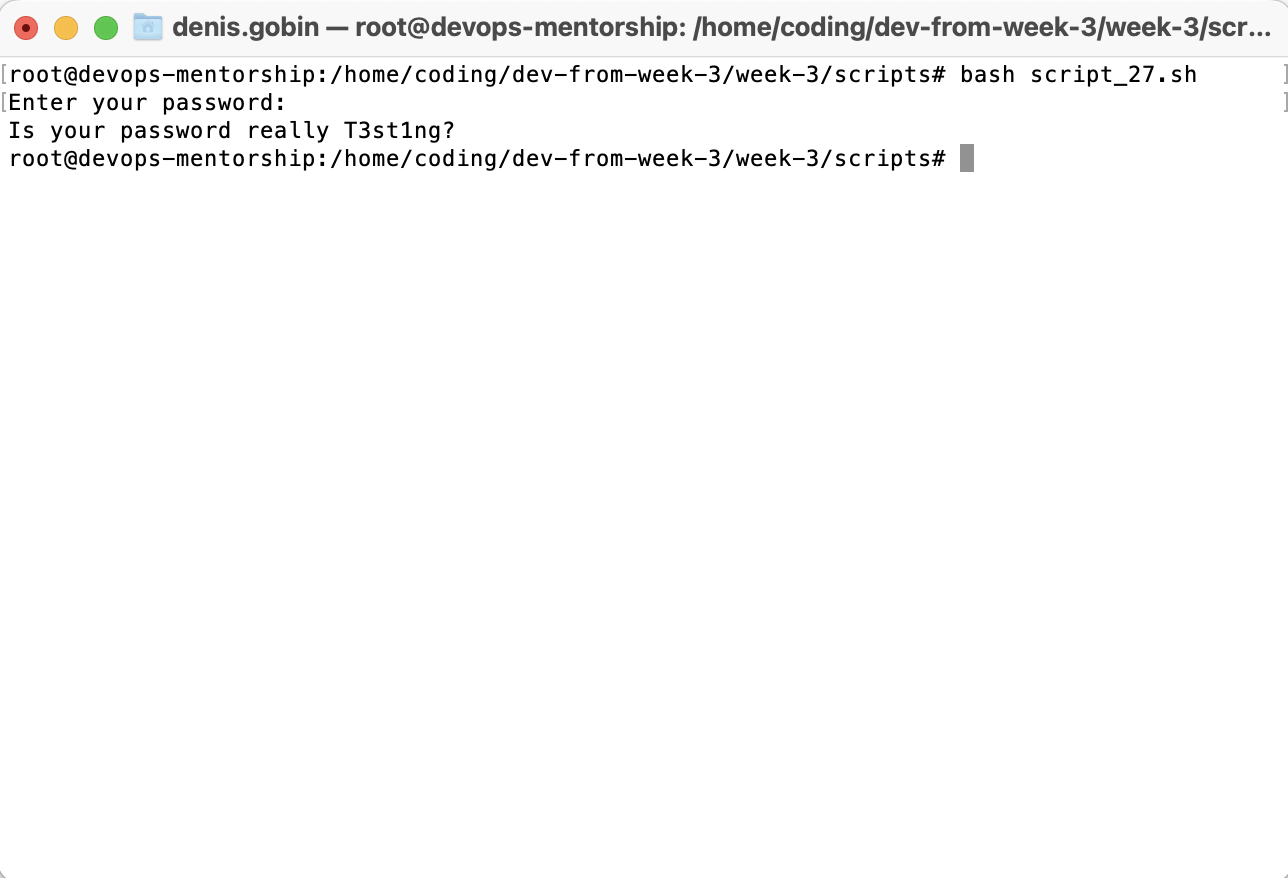 denis.gobin — root@devops-mentorship: /home/coding/dev-from-week-3/week-3/scr...
[root@devops-mentorship:/home/coding/dev-from-week-3/week-3/scripts# bash script_27.sh ]
[Enter your password: ]
Is your password really T3st1ng?
root@devops-mentorship:/home/coding/dev-from-week-3/week-3/scripts#